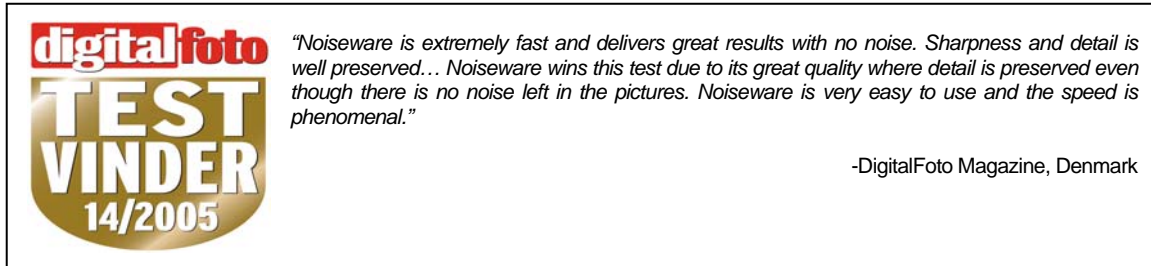 digitalfoto
TEST
VINDER
14/2005
“Noiseware is extremely fast and delivers great results with no noise. Sharpness and detail is
well preserved… Noiseware wins this test due to its great quality where detail is preserved even
though there is no noise left in the pictures. Noiseware is very easy to use and the speed is
phenomenal.”
-DigitalFoto Magazine, Denmark